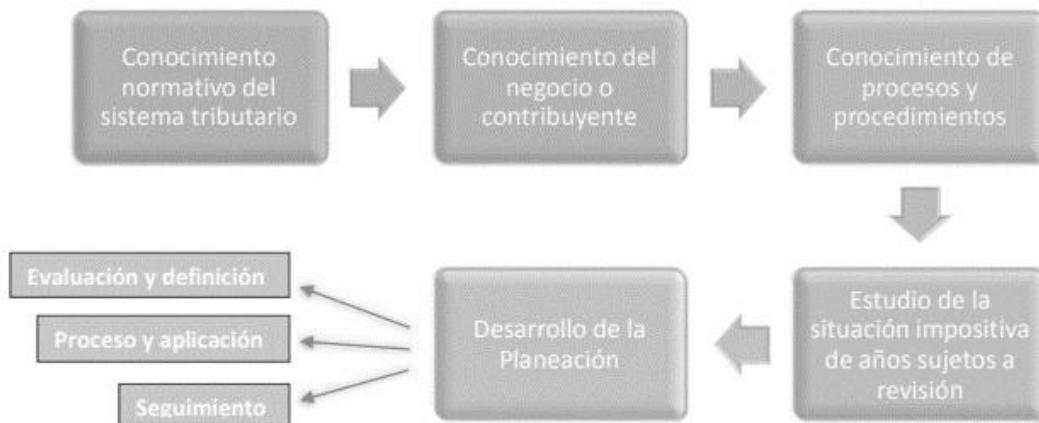 Conocimiento
normativo del
sistema tributario
Conocimiento del
negocio o
contribuyente
Conocimiento de
procesos y
procedimientos
Estudio de la
situación impositiva
de años sujetos a
revisión
Desarrollo de la
Planeación
Evaluación y definición
Proceso y aplicación
Seguimiento